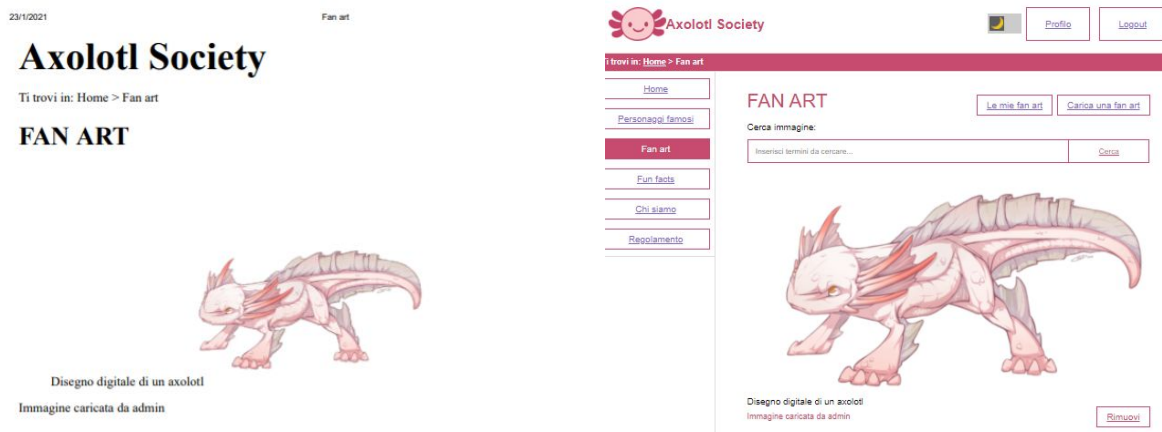 23/1/2021
Fan art
Axolotl Society
Ti trovi in: Home > Fan art
FAN ART
Disegno digitale di un axolotl
Immagine caricata da admin
Axolotl Society
Profilo
Logout
Ti trovi in: Home > Fan art
Home
Personaggi famosi
Fan art
Fun facts
Chi siamo
Regolamento
FAN ART
Le mie fan art
Carica una fan art
Cerca immagine:
Inserisci termini da cercare...
Cerca
Disegno digitale di un axolotl
Immagine caricata da admin
Rimuovi